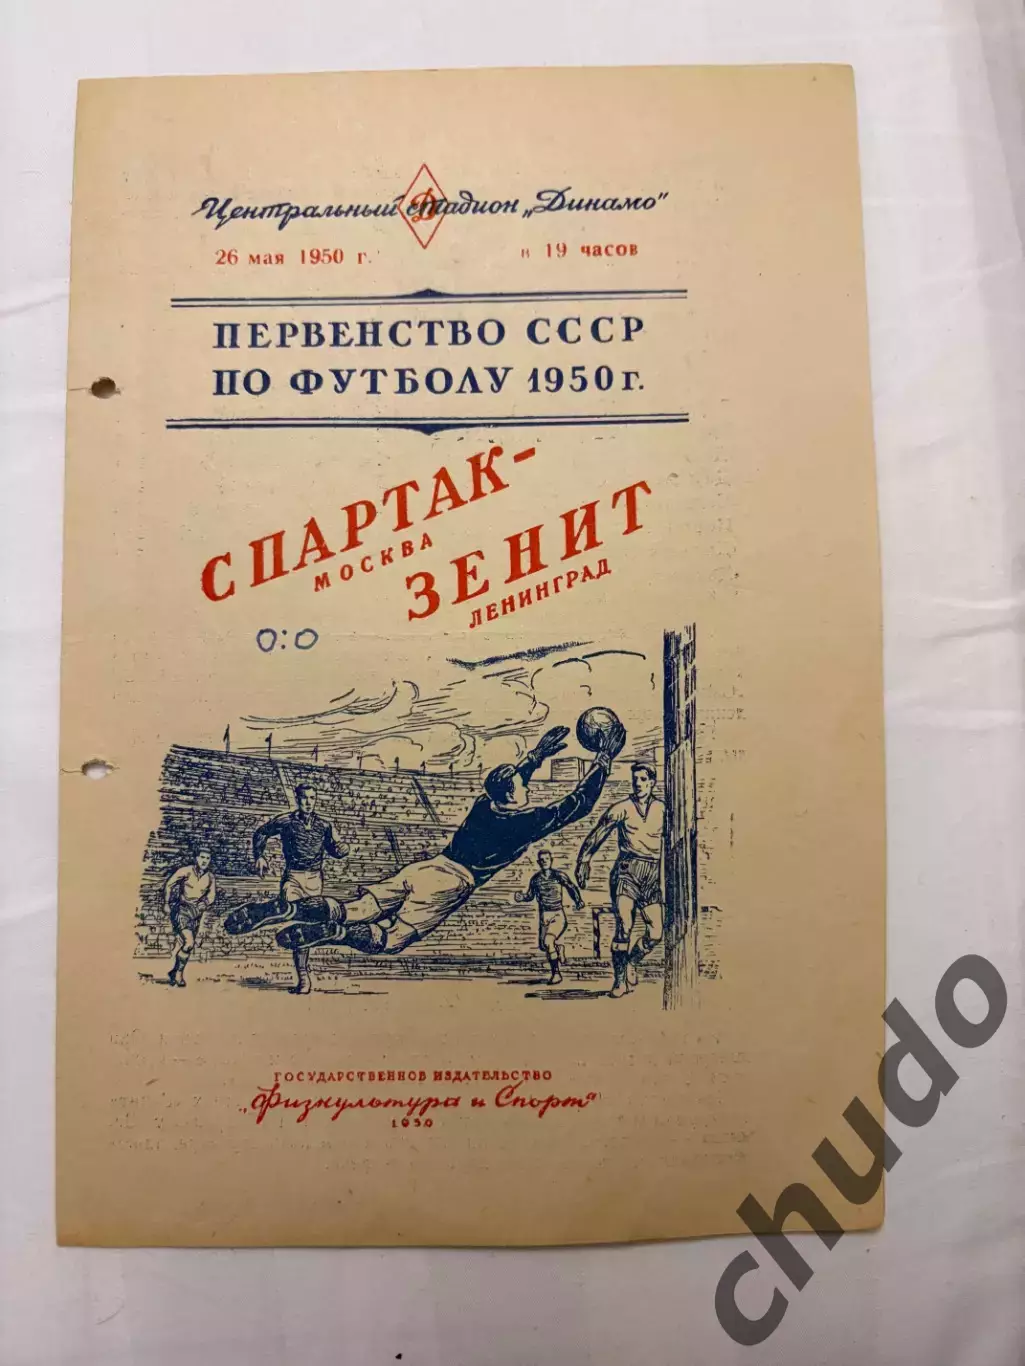 Центральный стадион „Динамо"
Д
26 мая 1950 г. в 19 часов
ПЕРВЕНСТВО СССР
ПО ФУТБОЛУ 1950 г.
СПАРТАК-
МОСКВА
ЗЕНИТ
ЛЕНИНГРАД
0:0
ГОСУДАРСТВЕННОЕ ИЗДАТЕЛЬСТВО
„Физкультура и Спорт"
1950
chudo